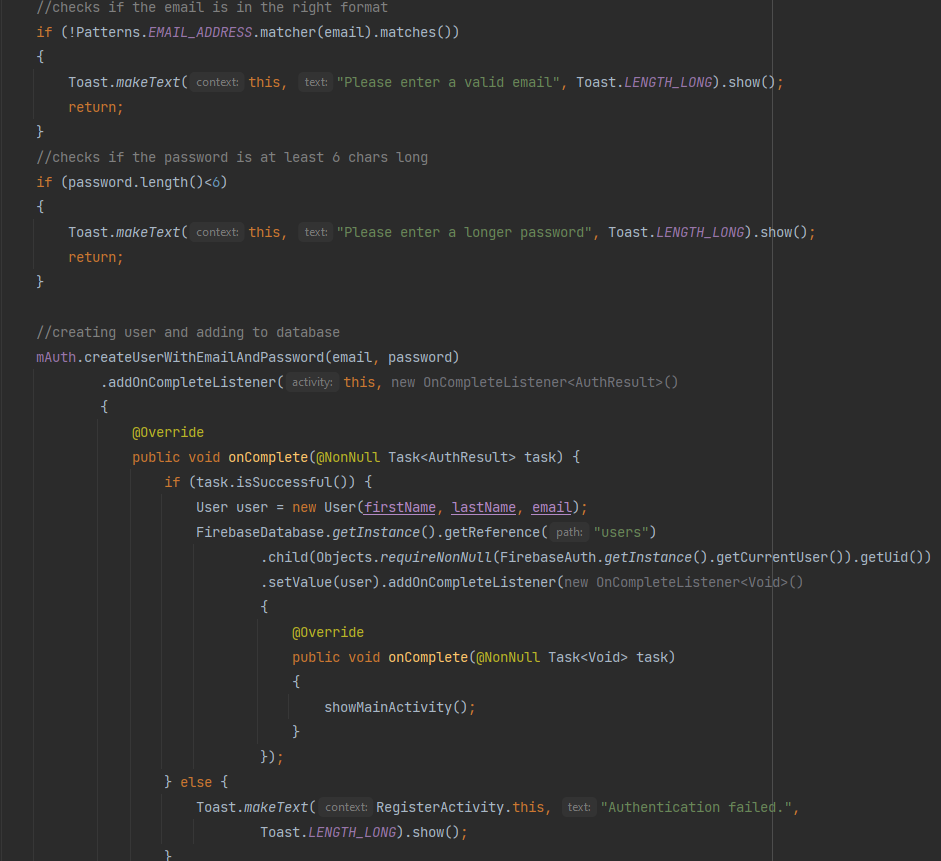 //checks if the email is in the right format
if (!Patterns.EMAIL_ADDRESS.matcher(email).matches())
{
Toast.makeText( context: this, text: "Please enter a valid email", Toast.LENGTH_LONG).show();
return;
}
//checks if the password is at least 6 chars long
if (password.length()<6)
{
Toast.makeText( context: this, text: "Please enter a longer password", Toast.LENGTH_LONG).show();
return;
}
//creating user and adding to database
mAuth.createUserWithEmailAndPassword(email, password)
.addOnCompleteListener( activity: this, new OnCompleteListener<AuthResult>()
{
@Override
public void onComplete(@NonNull Task<AuthResult> task) {
if (task.isSuccessful()) {
User user = new User(firstName, lastName, email);
FirebaseDatabase.getInstance().getReference( path: "users")
.child(Objects.requireNonNull(FirebaseAuth.getInstance().getCurrentUser()).getUid())
.setValue(user).addOnCompleteListener(new OnCompleteListener<Void>()
{
@Override
public void onComplete(@NonNull Task<Void> task)
{
showMainActivity();
}
});
} else {
Toast.makeText( context: RegisterActivity.this, text: "Authentication failed.",
Toast.LENGTH_LONG).show();
}